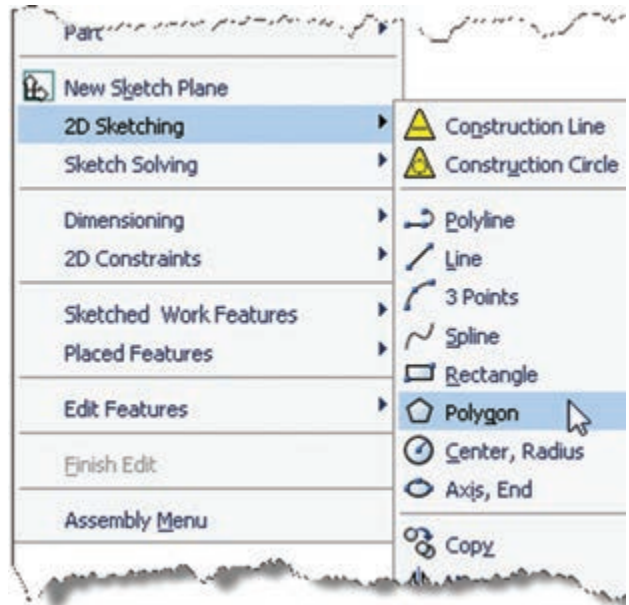 Part
New Sketch Plane
2D Sketching
Sketch Solving
Dimensioning
2D Constraints
Sketched Work Features
Placed Features
Edit Features
Finish Edit
Assembly Menu
Construction Line
Construction Circle
Polyline
Line
3 Points
Spline
Rectangle
Polygon
Center, Radius
Axis, End
Copy